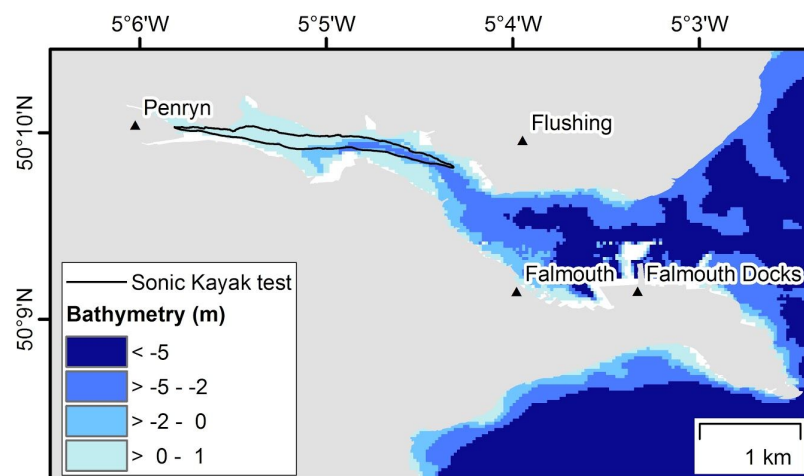 5°6'W 5°5'W 5°4'W 5°3'W
50°10'N
Penryn
Flushing
Falmouth
Falmouth Docks
50°9'N
Sonic Kayak test
Bathymetry (m)
< -5
> -5 - -2
> -2 - 0
> 0 - 1
1 km